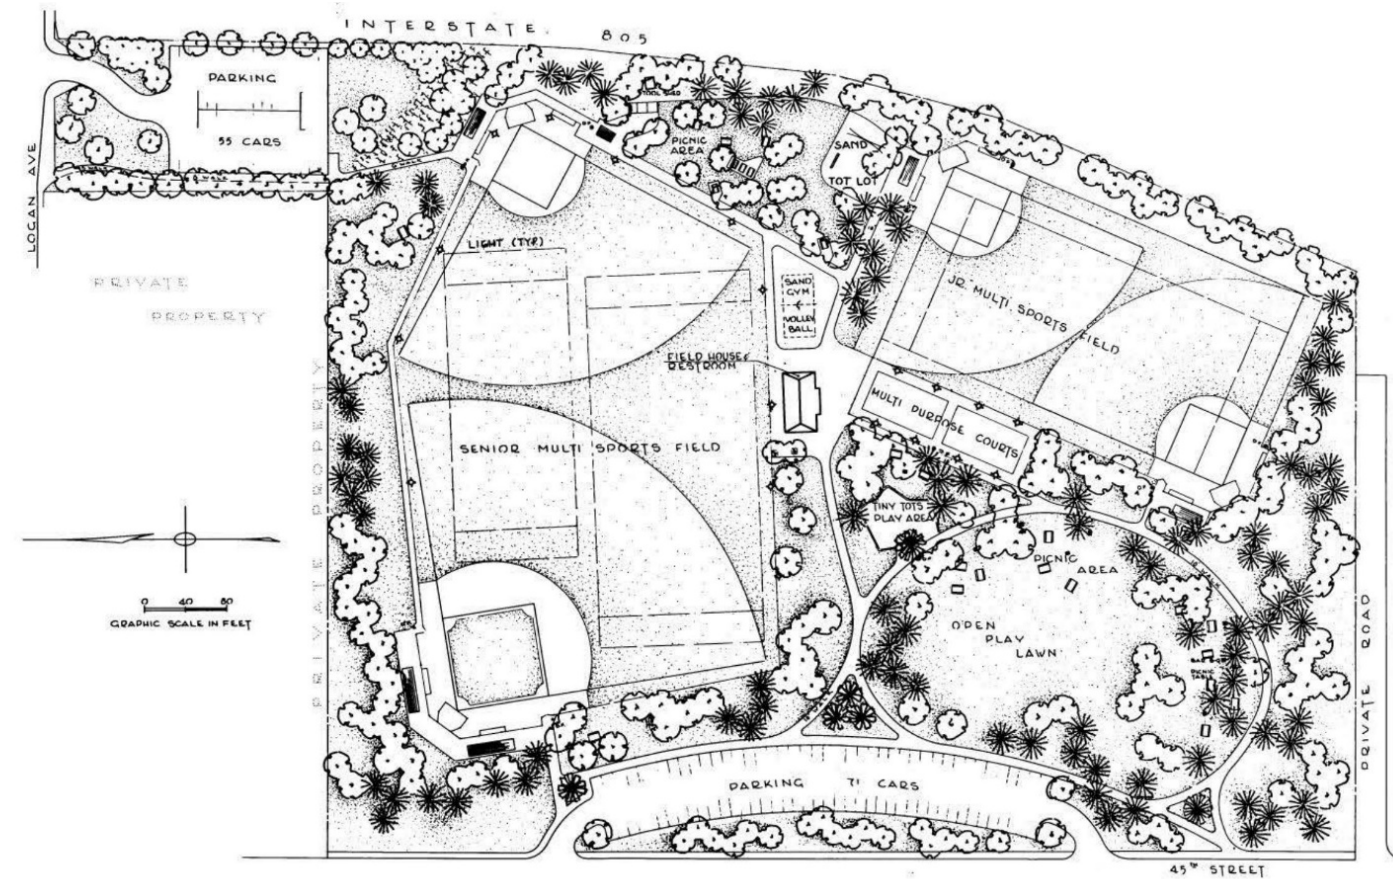 INTERSTATE 805
PARKING
55 CARS
LOGAN AVE
PRIVATE
PROPERTY
PICNIC
AREA
SAND
TOT LOT
LIGHT (TYP.)
SAND
GYM
VOLLEY
BALL
JR MULTI SPORTS FIELD
FIELD HOUSE &
RESTROOM
MULTI PURPOSE COURTS
SENIOR MULTI SPORTS FIELD
TINY TOTS
PLAY AREA
PICNIC
AREA
OPEN
PLAY
LAWN
PRIVATE PROPERTY
0 40 80
GRAPHIC SCALE IN FEET
PRIVATE ROAD
PARKING 71 CARS
45TH STREET